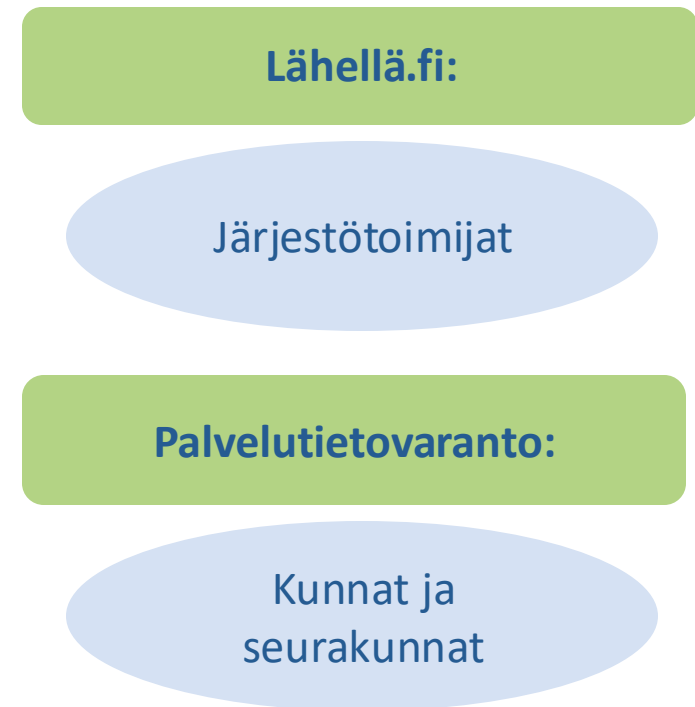 Lähellä.fi:
Järjestötoimijat
Palvelutietovaranto:
Kunnat ja
seurakunnat